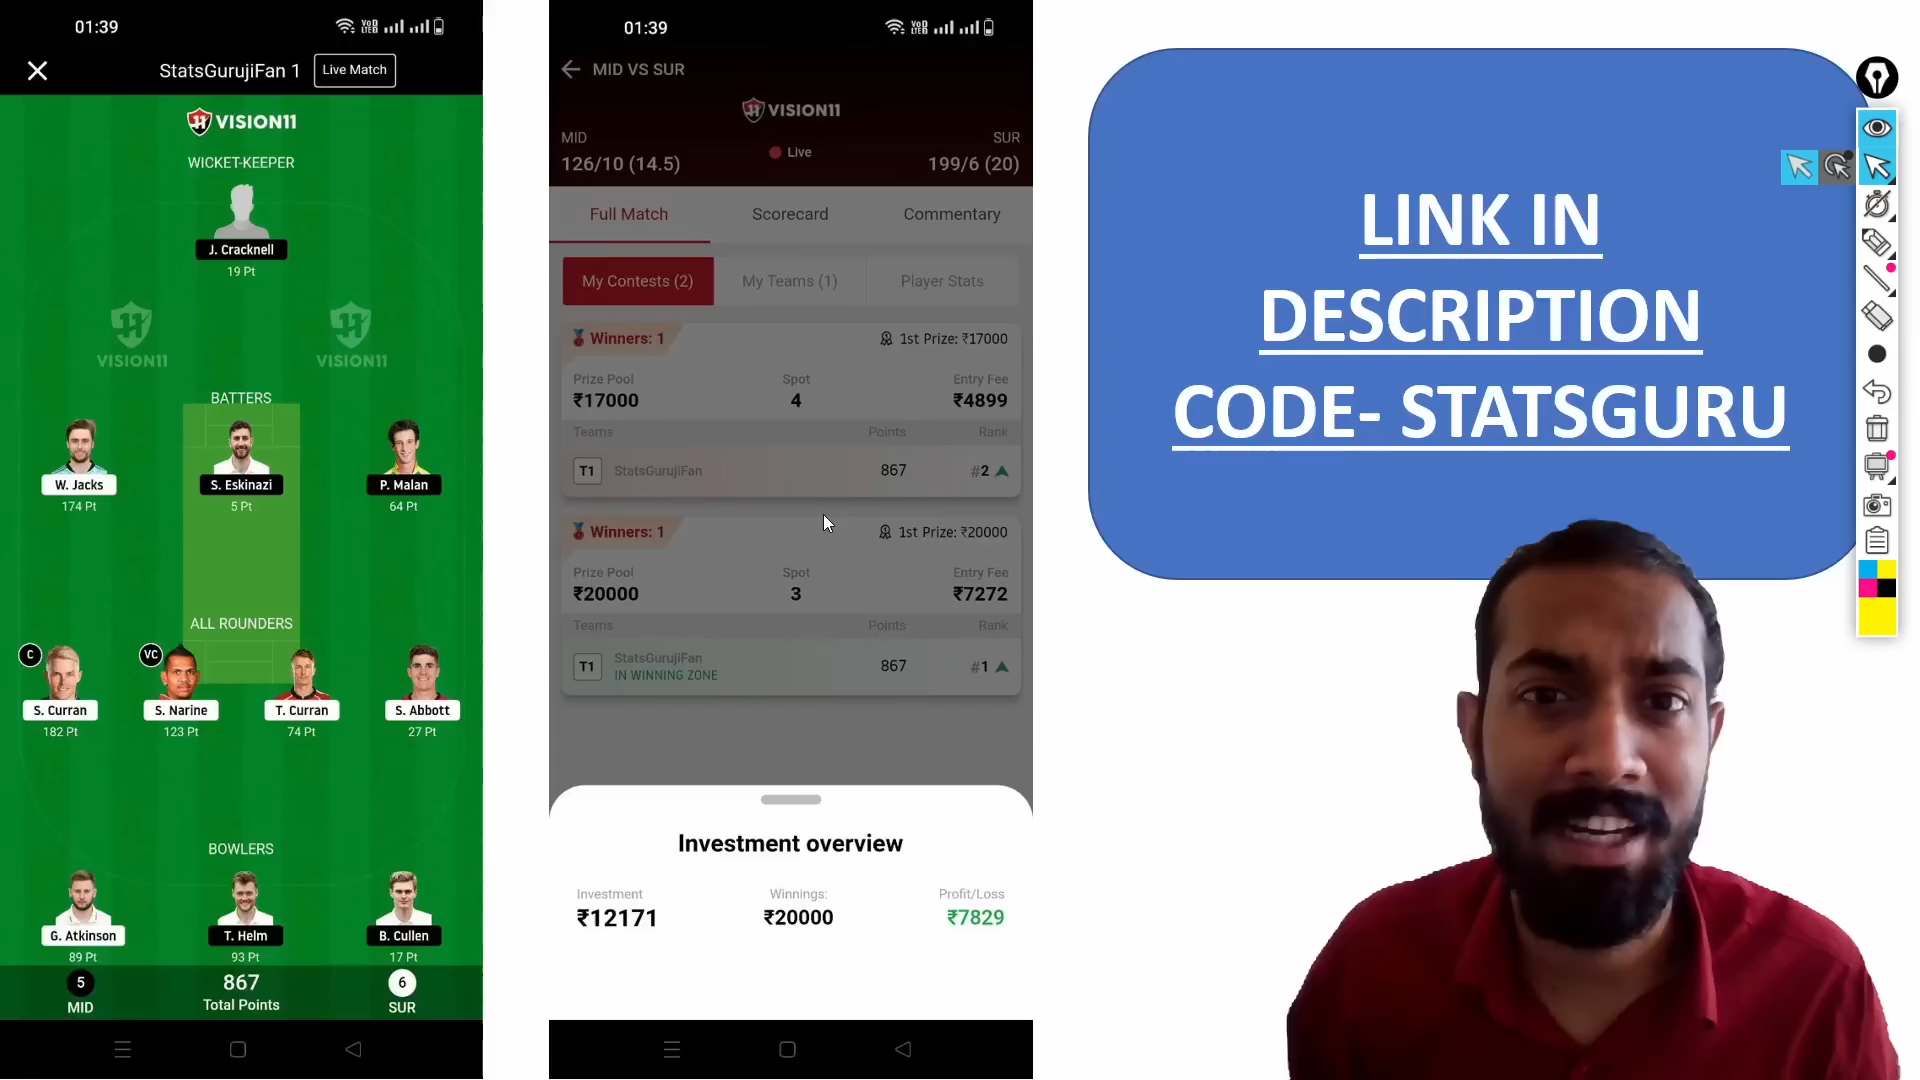 01:39
StatsGurujiFan 1
Live Match
VISION11
WICKET-KEEPER
J. Cracknell
19 Pt
VISION11
VISION11
BATTERS
W. Jacks
S. Eskinazi
P. Malan
174 Pt
5 Pt
64 Pt
ALL ROUNDERS
C
VC
S. Curran
S. Narine
T. Curran
S. Abbott
182 Pt
123 Pt
74 Pt
27 Pt
BOWLERS
G. Atkinson
T. Helm
B. Cullen
89 Pt
93 Pt
17 Pt
5
867
6
MID
Total Points
SUR
01:39
MID VS SUR
VISION11
MID
SUR
126/10 (14.5)
Live
199/6 (20)
Full Match
Scorecard
Commentary
My Contests (2)
My Teams (1)
Player Stats
Winners: 1
1st Prize: ₹17000
Prize Pool
Spot
Entry Fee
₹17000
4
₹4899
Teams
Points
Rank
T1
StatsGurujiFan
867
#2
Winners: 1
1st Prize: ₹20000
Prize Pool
Spot
Entry Fee
₹20000
3
₹7272
Teams
Points
Rank
T1
StatsGurujiFan
IN WINNING ZONE
867
#1
Investment overview
Investment
Winnings:
Profit/Loss
₹12171
₹20000
₹7829
LINK IN
DESCRIPTION
CODE- STATSGURU